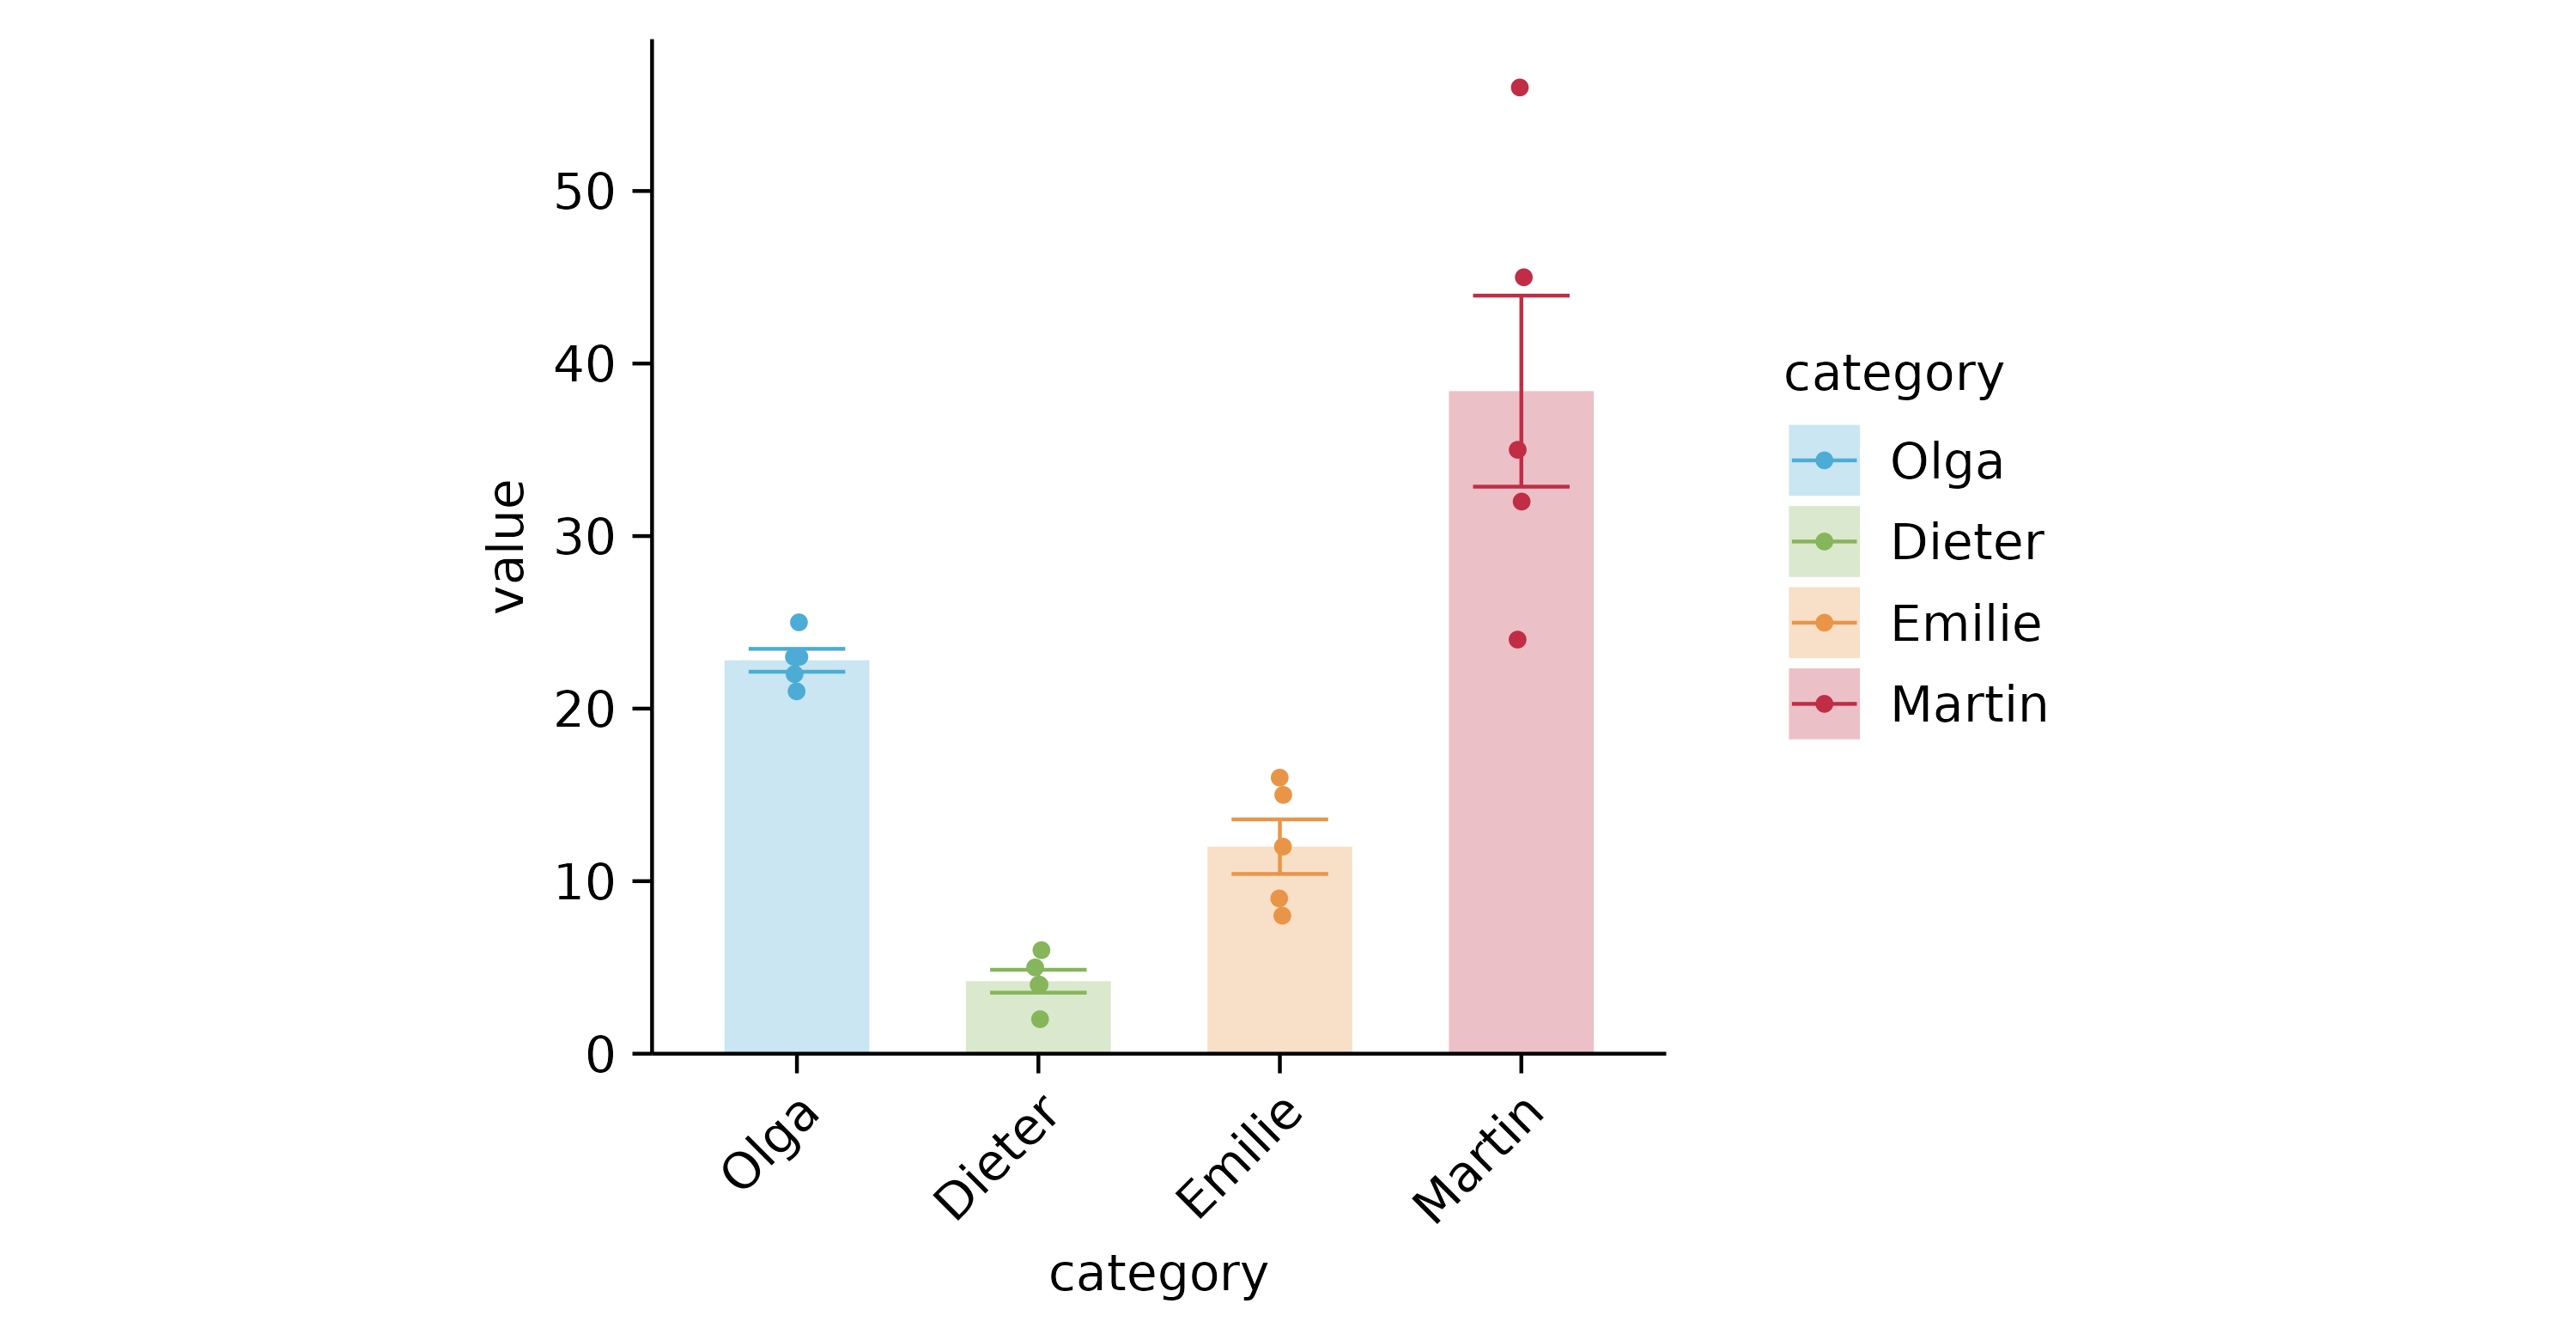 value
50
40
30
20
10
0
Olga
Dieter
Emilie
Martin
category
category
Olga
Dieter
Emilie
Martin